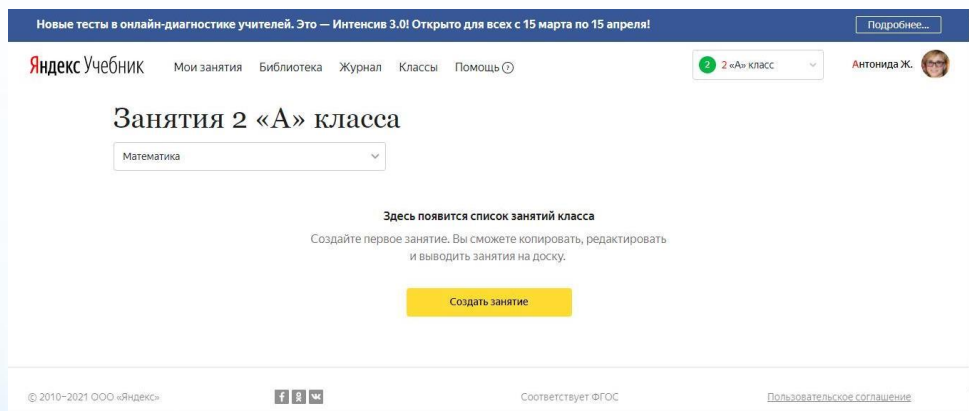 Новые тесты в онлайн-диагностике учителей. Это — Интенсив 3.0! Открыто для всех с 15 марта по 15 апреля!
Подробнее...
Яндекс Учебник
Мои занятия Библиотека Журнал Классы Помощь ?
2 2 «А» класс
Антонида Ж.
Занятия 2 «А» класса
Математика
Здесь появится список занятий класса
Создайте первое занятие. Вы сможете копировать, редактировать
и выводить занятия на доску.
Создать занятие
© 2010–2021 ООО «Яндекс»
Соответствует ФГОС
Пользовательское соглашение